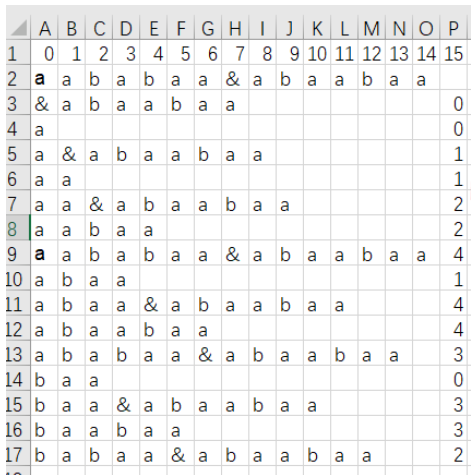 A B C D E F G H I J K L M N O P
1 0 1 2 3 4 5 6 7 8 9 10 11 12 13 14 15
2 a a b a b a a & a b a a b a a
3 & a b a a b a a 0
4 a 0
5 a & a b a a b a a 1
6 a a 1
7 a a & a b a a b a a 2
8 a a b a a 2
9 a a b a b a a & a b a a b a a 4
10 a b a a 1
11 a b a a & a b a a b a a 4
12 a b a a b a a 4
13 a b a b a a & a b a a b a a 3
14 b a a 0
15 b a a & a b a a b a a 3
16 b a a b a a 3
17 b a b a a & a b a a b a a 2